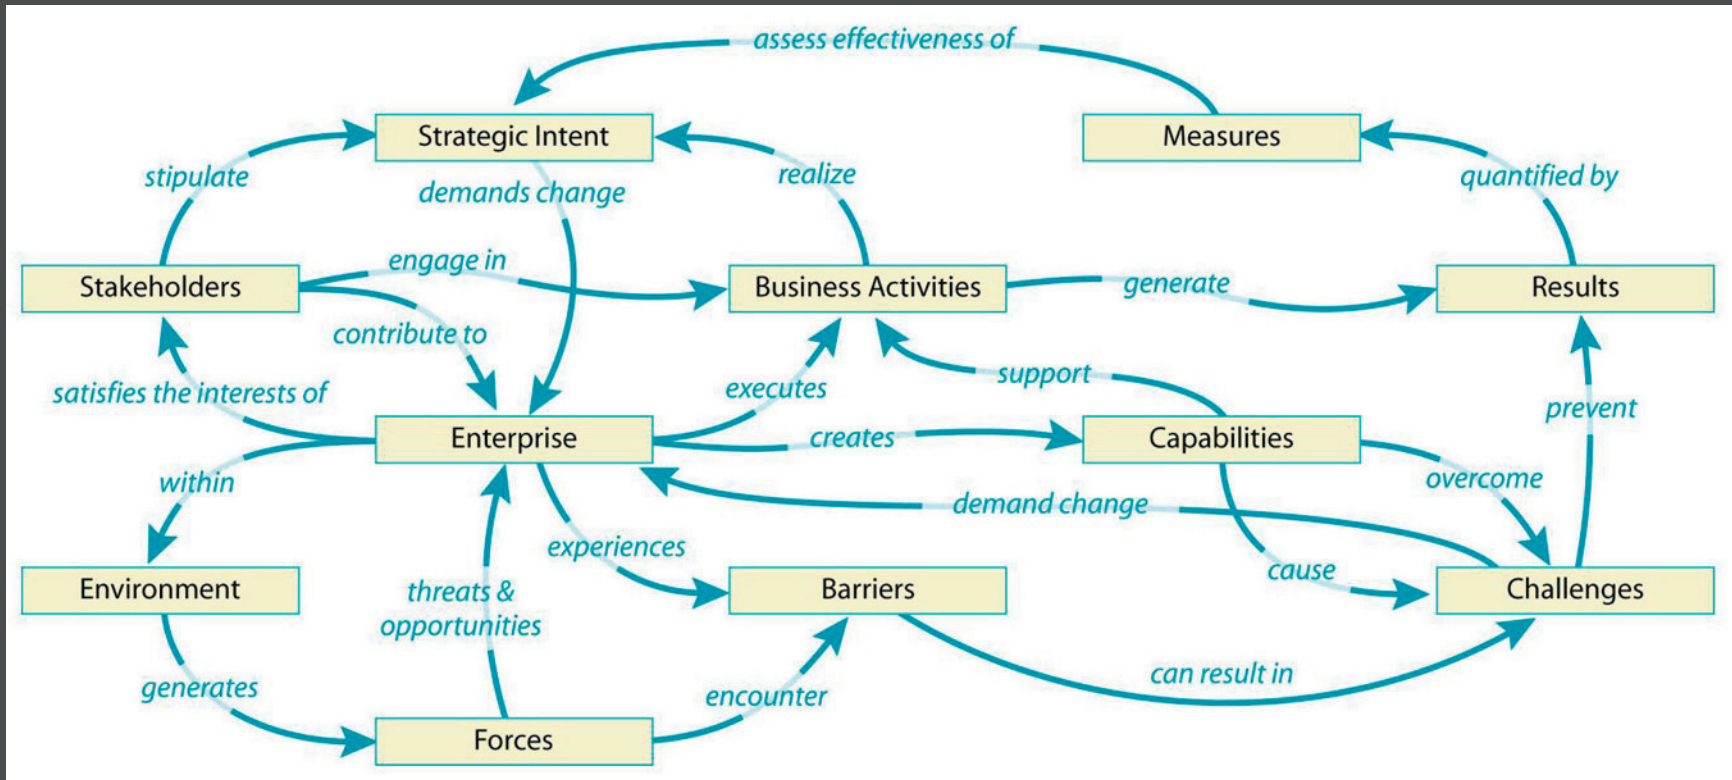 assess effectiveness of
Strategic Intent
Measures
stipulate
demands change
realize
quantified by
Stakeholders
engage in
Business Activities
generate
Results
contribute to
satisfies the interests of
executes
support
prevent
Enterprise
creates
Capabilities
within
overcome
demand change
experiences
cause
Environment
threats &
opportunities
Barriers
Challenges
generates
encounter
can result in
Forces